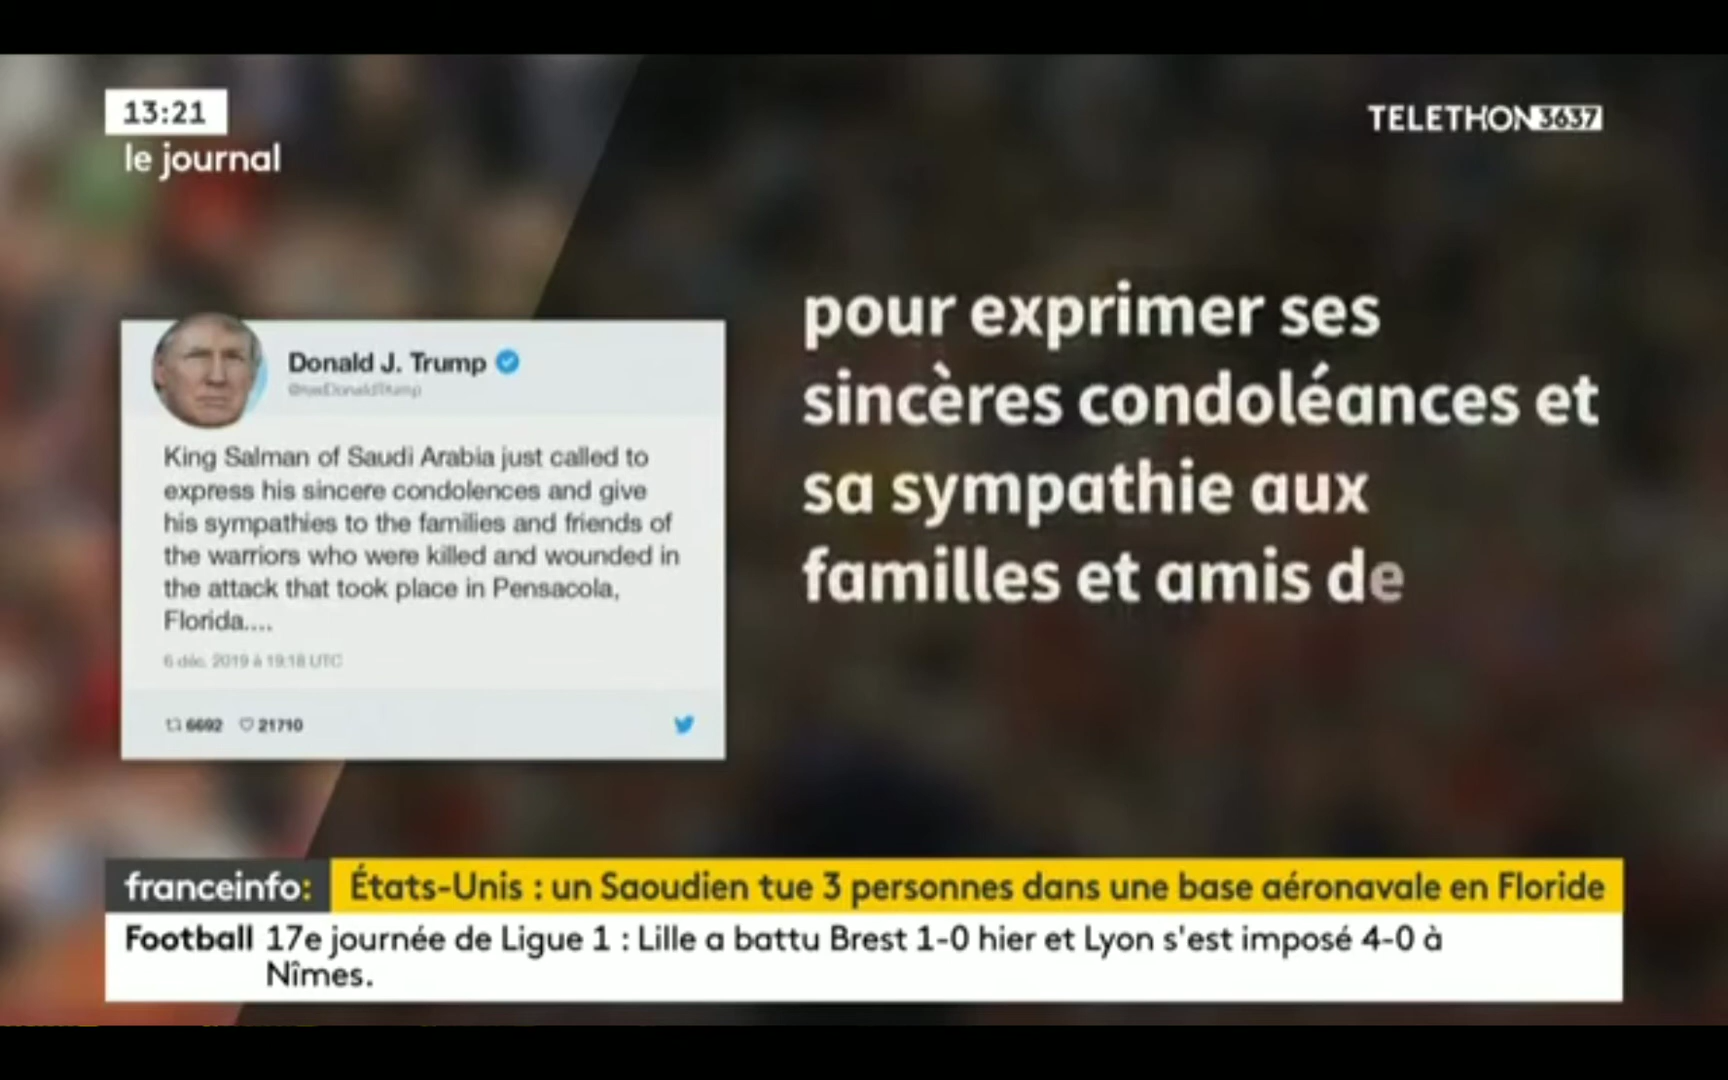 13:21
le journal
TELETHON 3637
Donald J. Trump
King Salman of Saudi Arabia just called to
express his sincere condolences and give
his sympathies to the families and friends of
the warriors who were killed and wounded in
the attack that took place in Pensacola,
Florida....
6 déc. 2019 à 19:18 UTC
6692 21710
pour exprimer ses
sincères condoléances et
sa sympathie aux
familles et amis de
franceinfo: États-Unis : un Saoudien tue 3 personnes dans une base aéronavale en Floride
Football 17e journée de Ligue 1 : Lille a battu Brest 1-0 hier et Lyon s'est imposé 4-0 à
Nîmes.